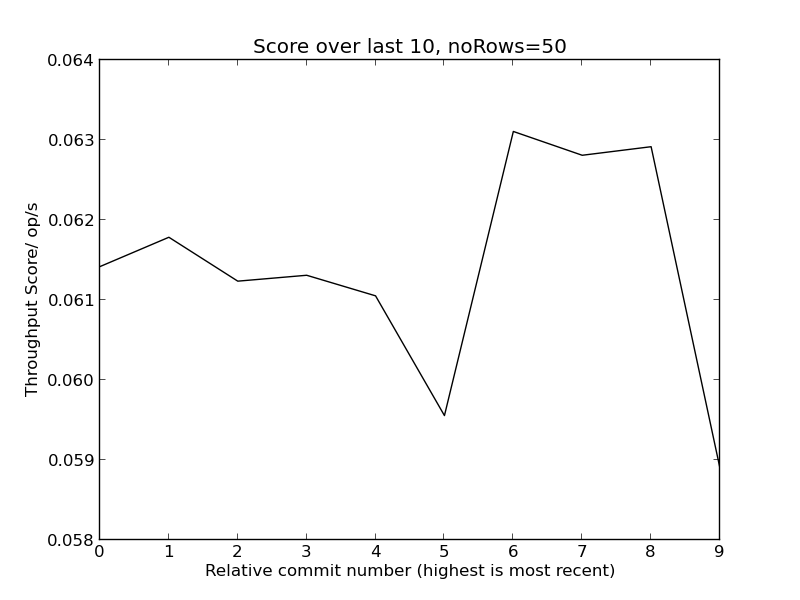 Score over last 10, noRows=50
0.064
0.063
0.062
0.061
0.060
0.059
0.058
Throughput Score/ op/s
0 1 2 3 4 5 6 7 8 9
Relative commit number (highest is most recent)